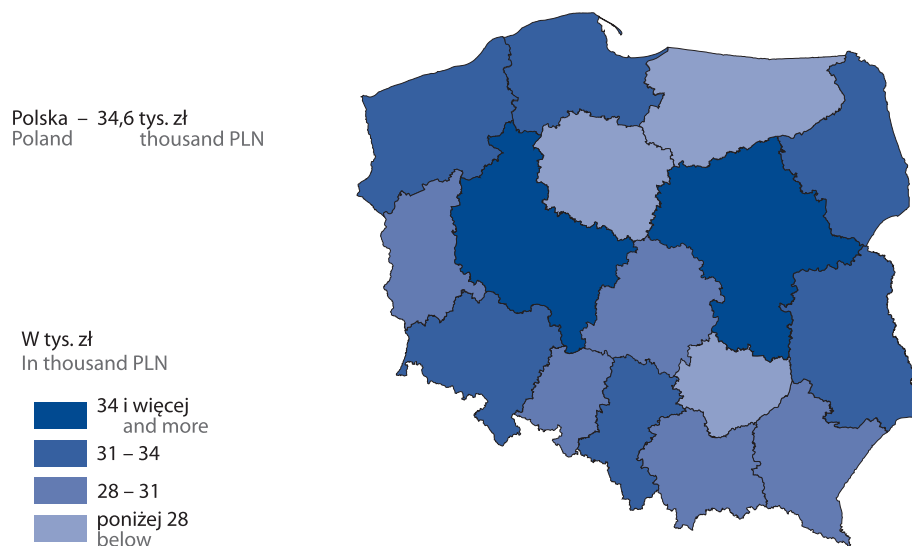 Polska – 34,6 tys. zł
Poland thousand PLN
W tys. zł
In thousand PLN
34 i więcej
and more
31 – 34
28 – 31
poniżej 28
below